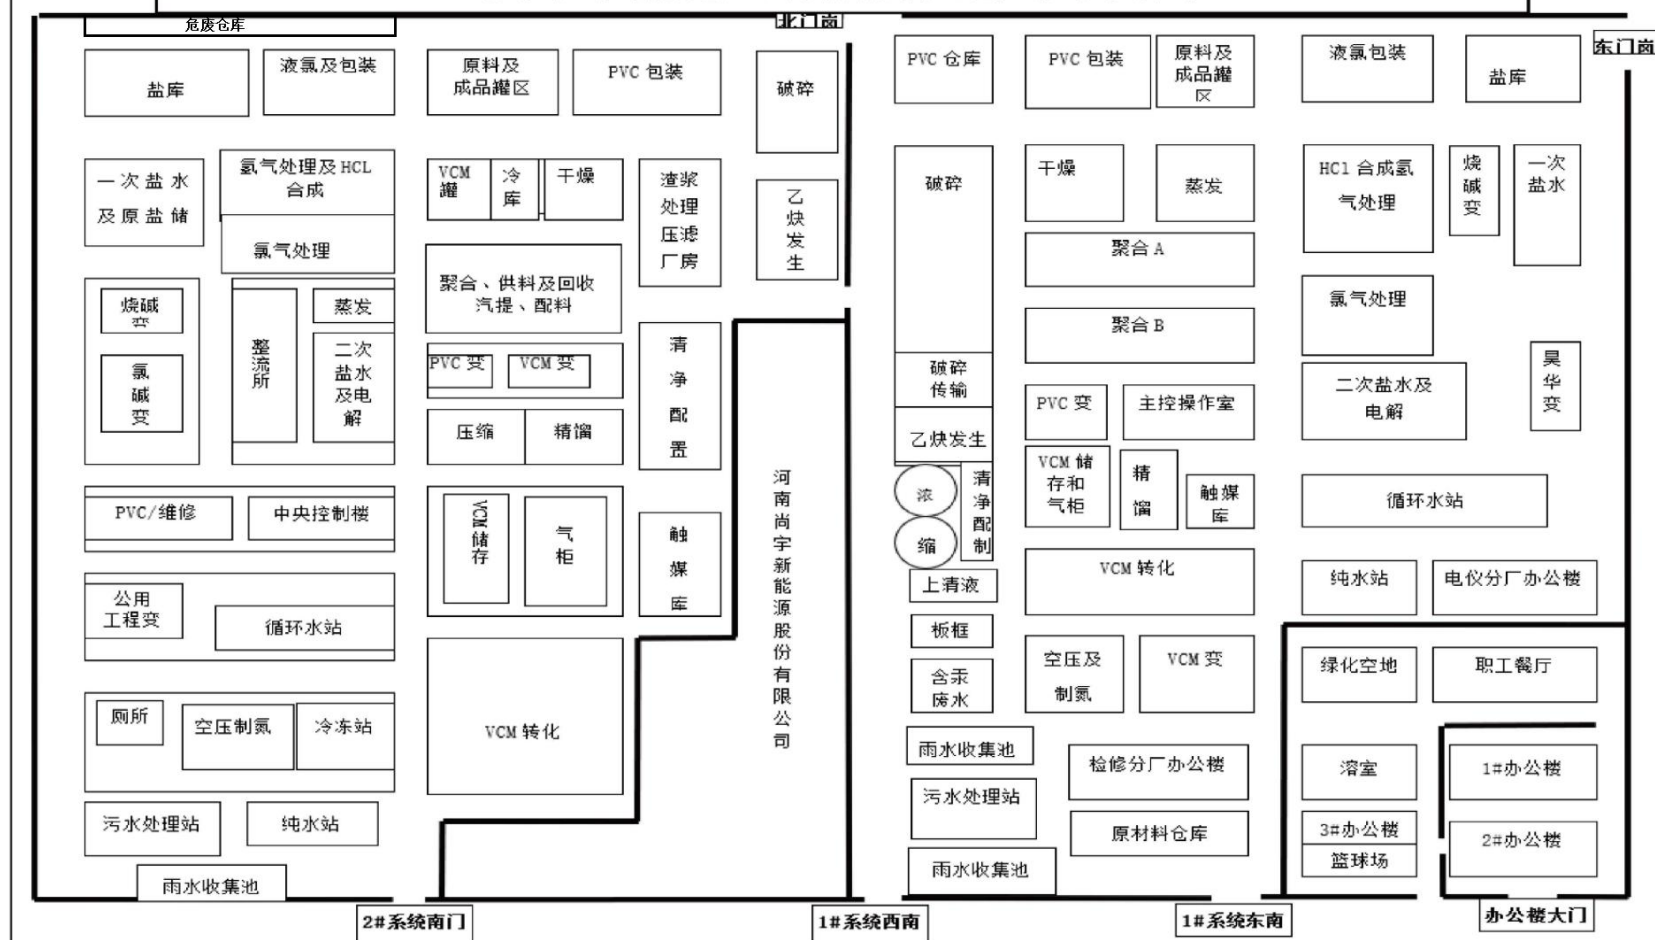 危废仓库
北门岗
东门岗
盐库
液氯及包装
原料及
成品罐区
PVC 包装
破碎
PVC 仓库
PVC 包装
原料及
成品罐
区
液氯包装
盐库
一次盐水
及原盐储
氢气处理及 HCL
合成
氯气处理
VCM
罐
冷
库
干燥
渣浆
处理
压滤
厂房
乙
炔
发
生
破碎
干燥
蒸发
HCl 合成氢
气处理
烧
碱
变
一次
盐水
聚合 A
聚合、供料及回收
汽提、配料
烧碱
变
氯
碱
变
整
流
所
蒸发
二次
盐水
及电
解
PVC 变
VCM 变
压缩
精馏
清
净
配
置
聚合 B
氯气处理
破碎
传输
乙炔发生
PVC 变
主控操作室
二次盐水及
电解
昊
华
变
PVC/维修
中央控制楼
VCM储存
气
柜
触
媒
库
河南尚宇新能源股份有限公司
浓
缩
清
净
配
制
VCM 储
存和
气柜
精
馏
触媒
库
循环水站
公用
工程变
循环水站
上清液
VCM 转化
纯水站
电仪分厂办公楼
板框
含汞
废水
空压及
制氮
VCM 变
绿化空地
职工餐厅
厕所
空压制氮
冷冻站
VCM 转化
雨水收集池
检修分厂办公楼
溶室
1#办公楼
污水处理站
纯水站
污水处理站
原材料仓库
3#办公楼
篮球场
2#办公楼
雨水收集池
雨水收集池
2#系统南门
1#系统西南
1#系统东南
办公楼大门